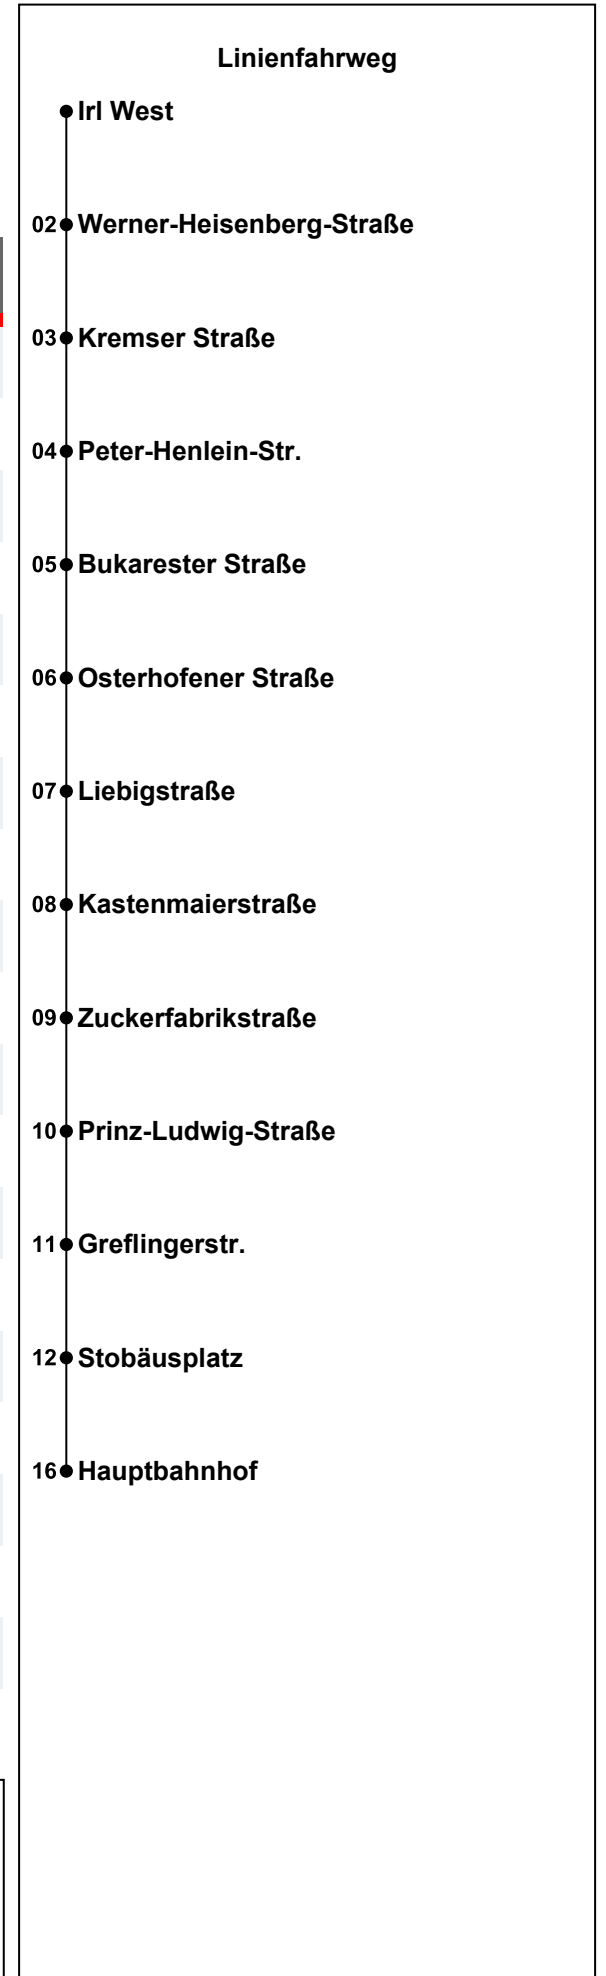 Linienfahrweg
Irl West
02 Werner-Heisenberg-Straße
03 Kremser Straße
04 Peter-Henlein-Str.
05 Bukarester Straße
06 Osterhofener Straße
07 Liebigstraße
08 Kastenmaierstraße
09 Zuckerfabrikstraße
10 Prinz-Ludwig-Straße
11 Greflingerstr.
12 Stobäusplatz
16 Hauptbahnhof